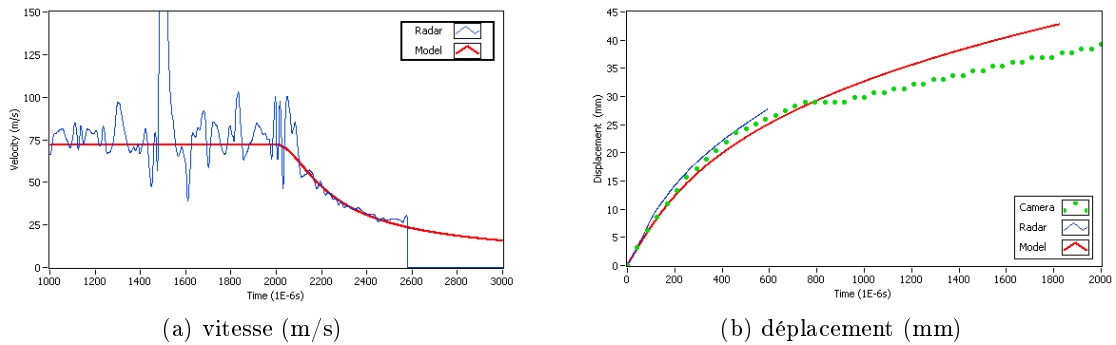 150
125
100
75
50
25
0
Velocity (m/s)
1000 1200 1400 1600 1800 2000 2200 2400 2600 2800 3000
Time (1E-6s)
Radar
Model
(a) vitesse (m/s)
45
40
35
30
25
20
15
10
5
0
Displacement (mm)
0 200 400 600 800 1000 1200 1400 1600 1800 2000
Time (1E-6s)
Camera
Radar
Model
(b) déplacement (mm)